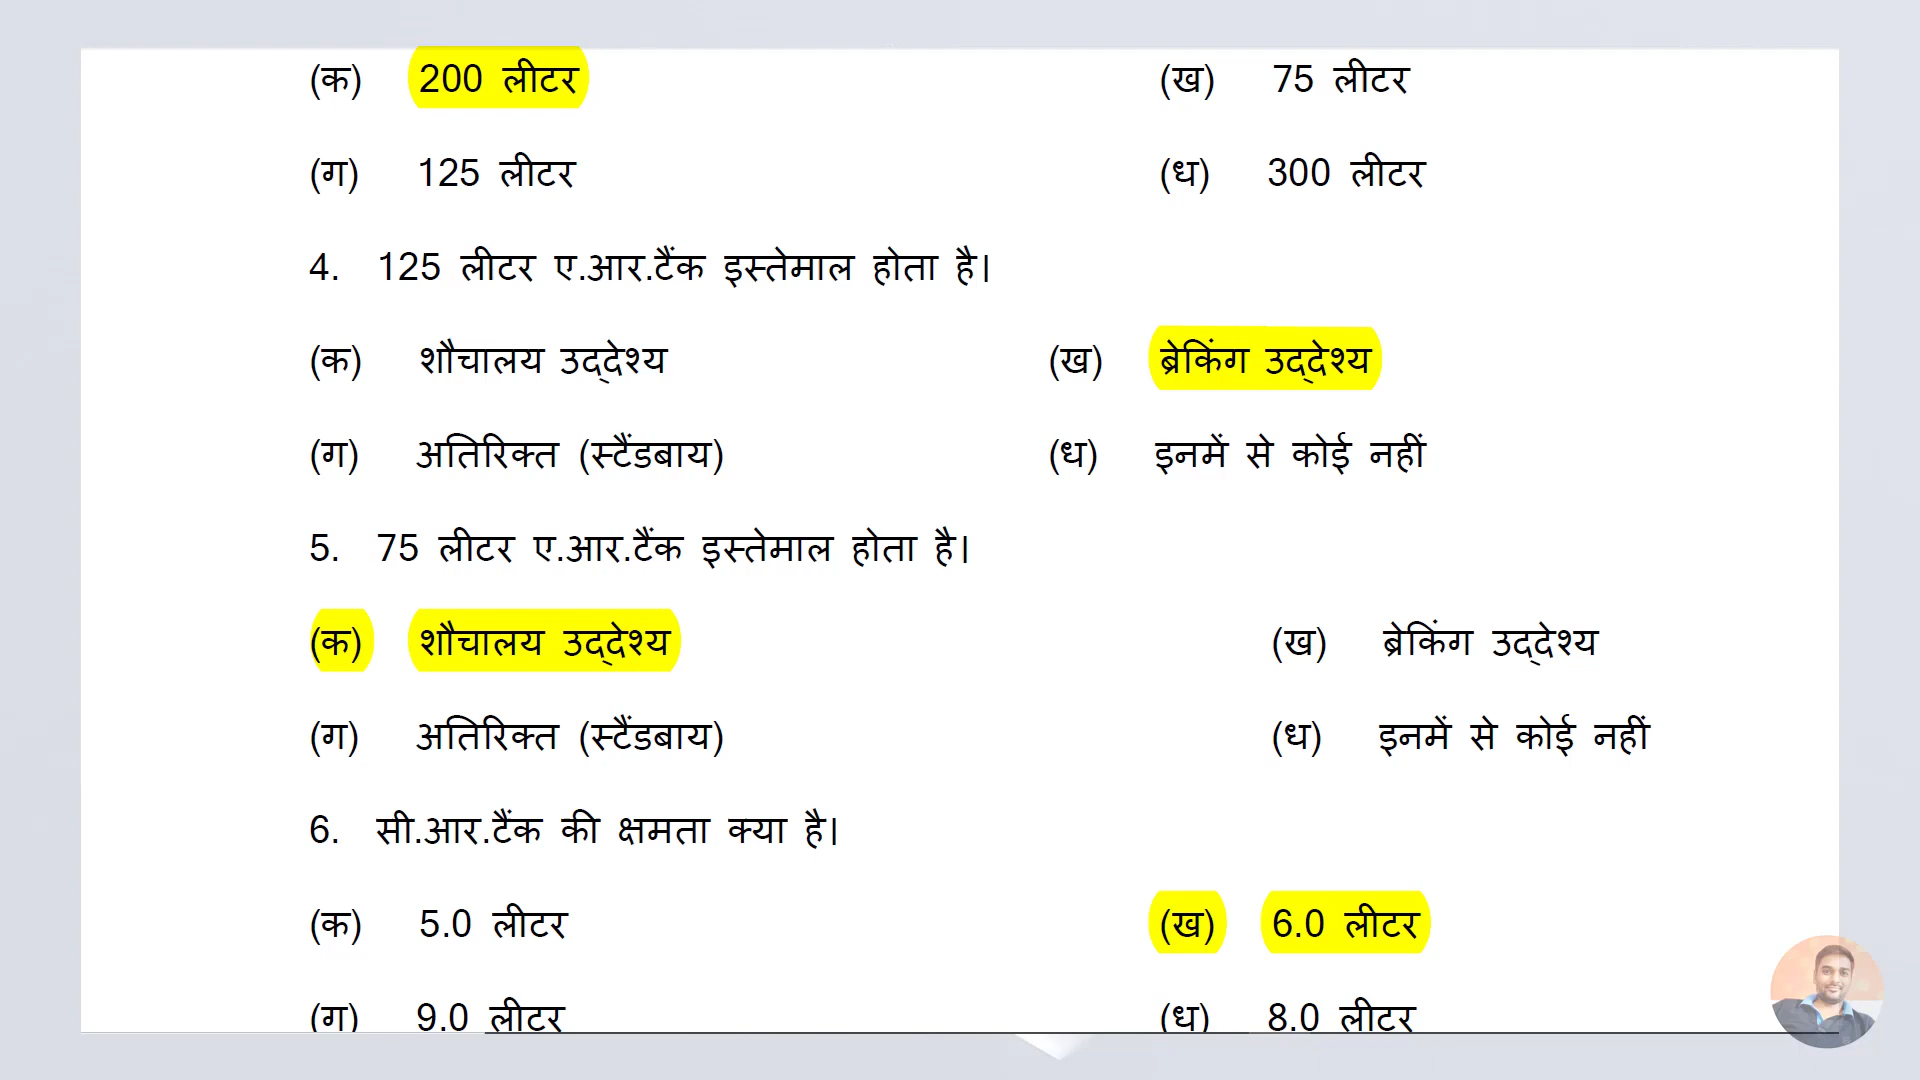 (क) 200 लीटर (ख) 75 लीटर
(ग) 125 लीटर (ध) 300 लीटर
4. 125 लीटर ए.आर.टैंक इस्तेमाल होता है।
(क) शौचालय उद्देश्य (ख) ब्रेकिंग उद्देश्य
(ग) अतिरिक्त (स्टैंडबाय) (ध) इनमें से कोई नहीं
5. 75 लीटर ए.आर.टैंक इस्तेमाल होता है।
(क) शौचालय उद्देश्य (ख) ब्रेकिंग उद्देश्य
(ग) अतिरिक्त (स्टैंडबाय) (ध) इनमें से कोई नहीं
6. सी.आर.टैंक की क्षमता क्या है।
(क) 5.0 लीटर (ख) 6.0 लीटर
(ग) 9.0 लीटर (ध) 8.0 लीटर